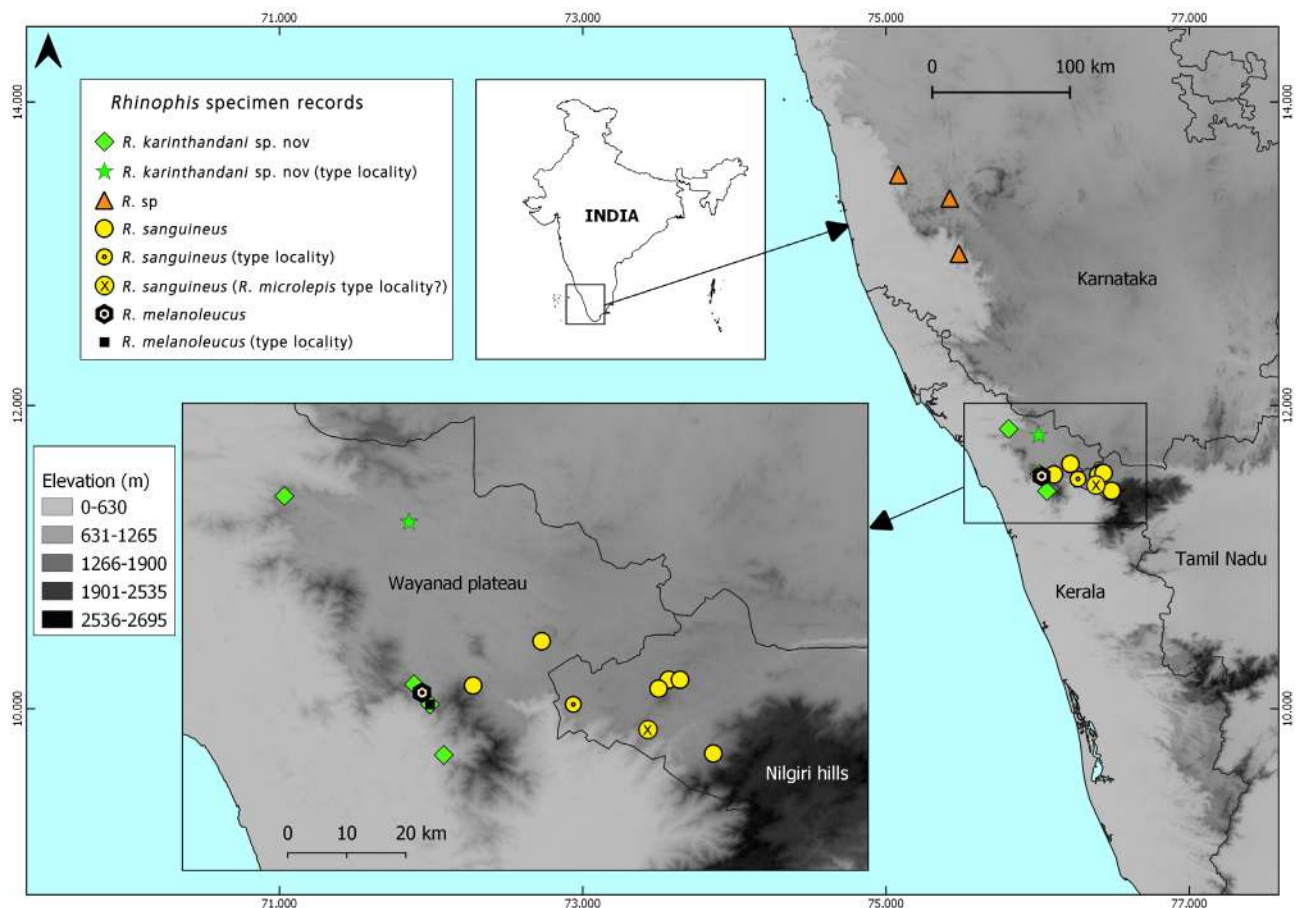 71.000
73.000
75.000
77.000
14.000
12.000
10.000
Rhinophis specimen records
R. karinthandani sp. nov
R. karinthandani sp. nov (type locality)
R. sp
R. sanguineus
R. sanguineus (type locality)
R. sanguineus (R. microlepis type locality?)
R. melanoleucus
R. melanoleucus (type locality)
INDIA
0 100 km
14.000
Karnataka
12.000
Tamil Nadu
Kerala
10.000
Elevation (m)
0-630
631-1265
1266-1900
1901-2535
2536-2695
Wayanad plateau
Nilgiri hills
0 10 20 km
71.000
73.000
75.000
77.000